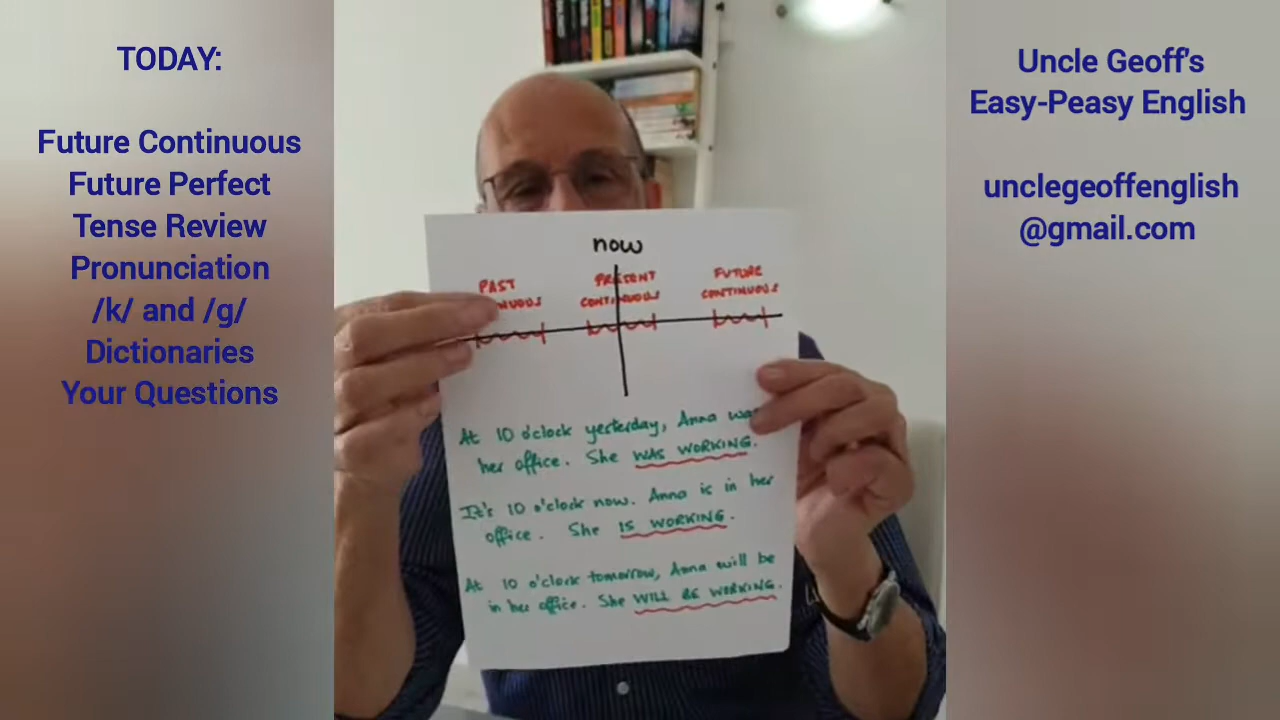 TODAY:
Future Continuous
Future Perfect
Tense Review
Pronunciation
/k/ and /g/
Dictionaries
Your Questions
now
PAST PRESENT FUTURE
CONTINUOUS CONTINUOUS
At 10 o'clock yesterday, Anna was
her office. She WAS WORKING.
It's 10 o'clock now. Anna is in her
office. She IS WORKING.
At 10 o'clock tomorrow, Anna will be
in her office. She WILL BE WORKING.
Uncle Geoff's
Easy-Peasy English
unclegeoffenglish
@gmail.com